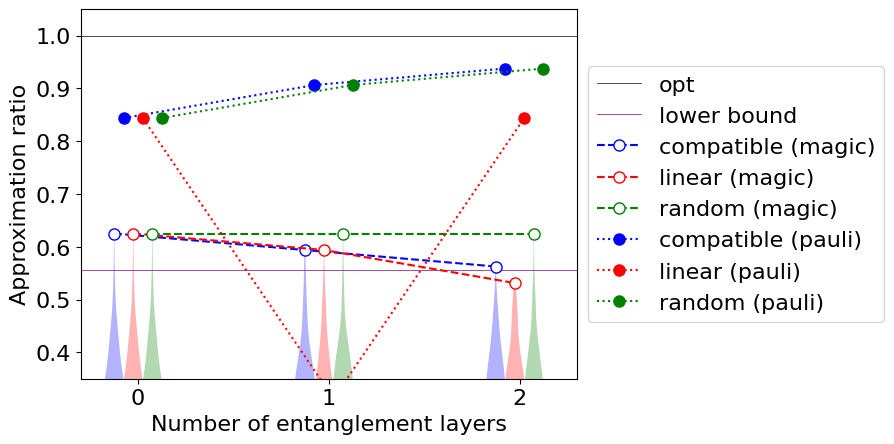 1.0
0.9
0.8
0.7
0.6
0.5
0.4
Approximation ratio
0 1 2
Number of entanglement layers
opt
lower bound
compatible (magic)
linear (magic)
random (magic)
compatible (pauli)
linear (pauli)
random (pauli)